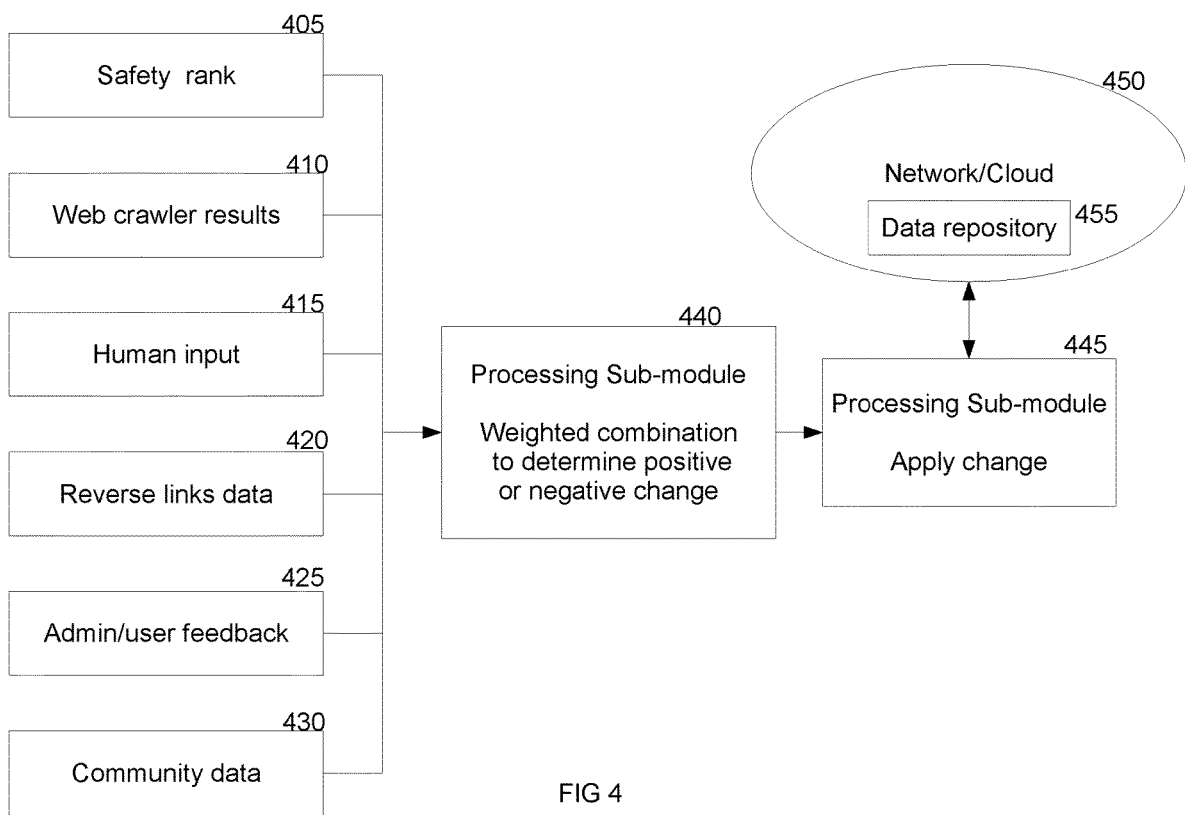 405
Safety rank
410
Web crawler results
415
Human input
420
Reverse links data
425
Admin/user feedback
430
Community data
440
Processing Sub-module
Weighted combination
to determine positive
or negative change
445
Processing Sub-module
Apply change
450
Network/Cloud
Data repository
455
FIG 4